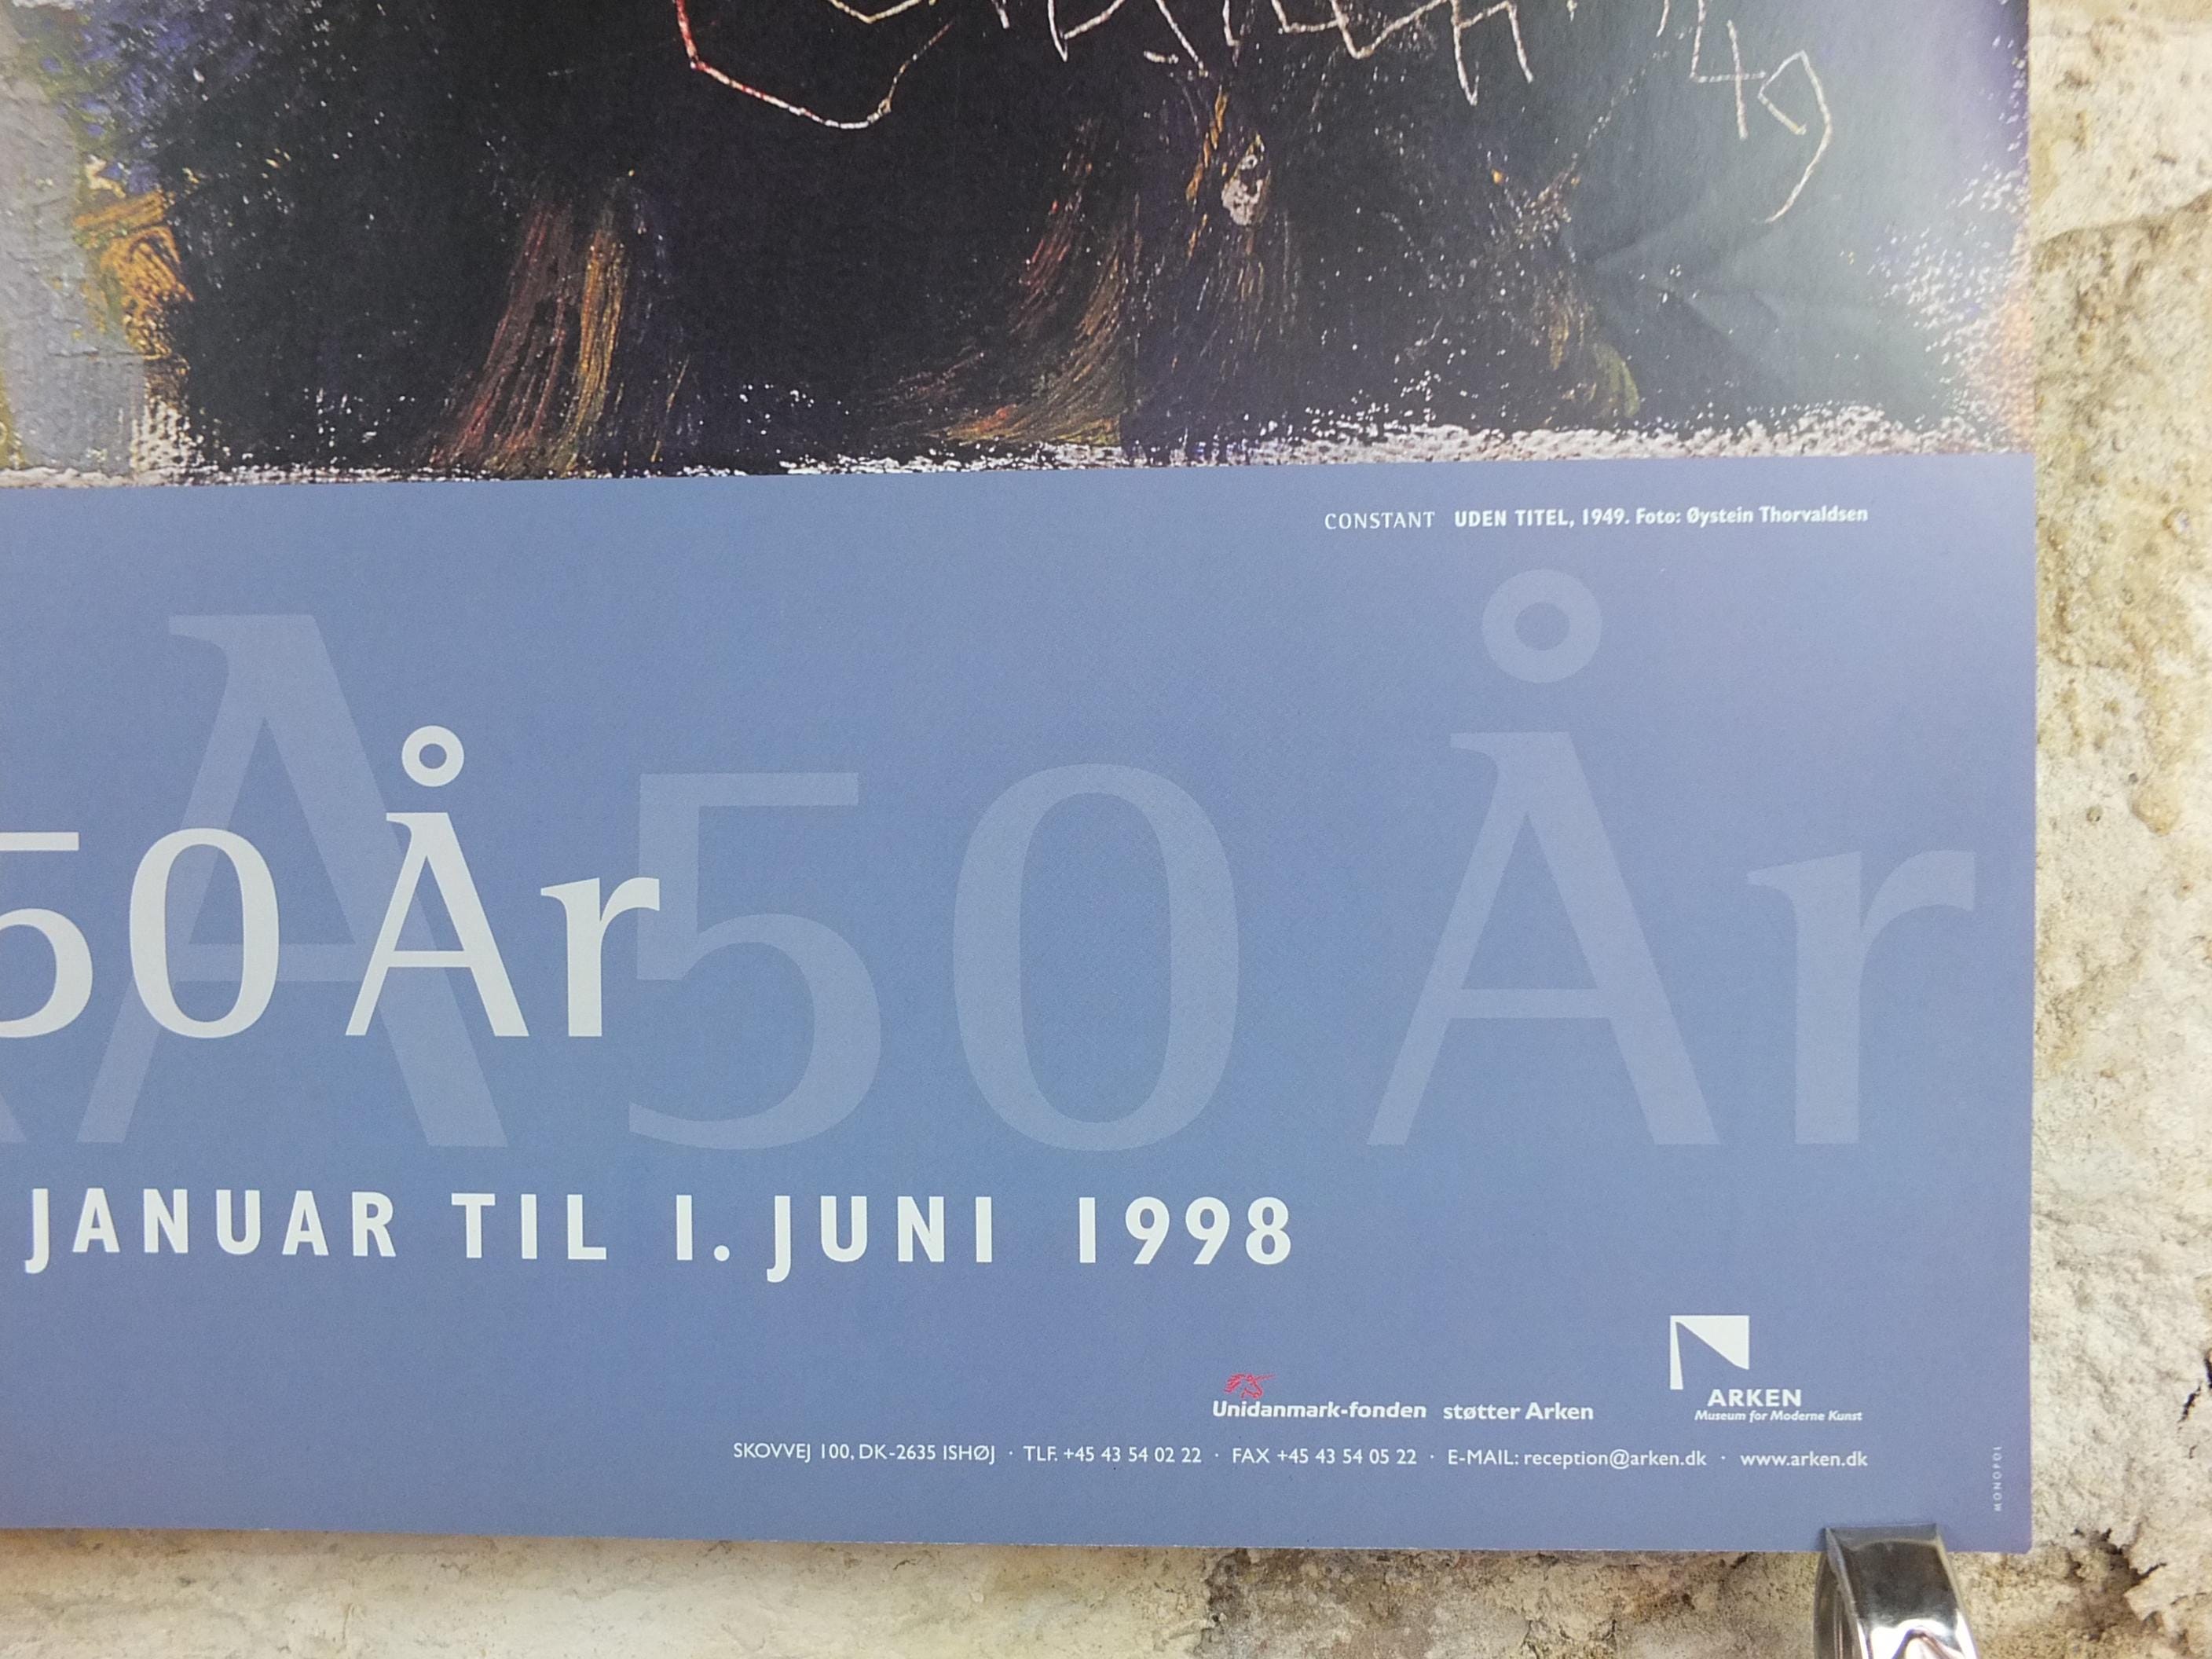 49
CONSTANT UDEN TITEL, 1949. Foto: Øystein Thorvaldsen
A 50 År
50 År
JANUAR TIL 1. JUNI 1998
Unidanmark-fonden støtter Arken
ARKEN
Museum for Moderne Kunst
SKOVVEJ 100, DK-2635 ISHØJ · TLF. +45 43 54 02 22 · FAX +45 43 54 05 22 · E-MAIL: reception@arken.dk · www.arken.dk
MONOFOT